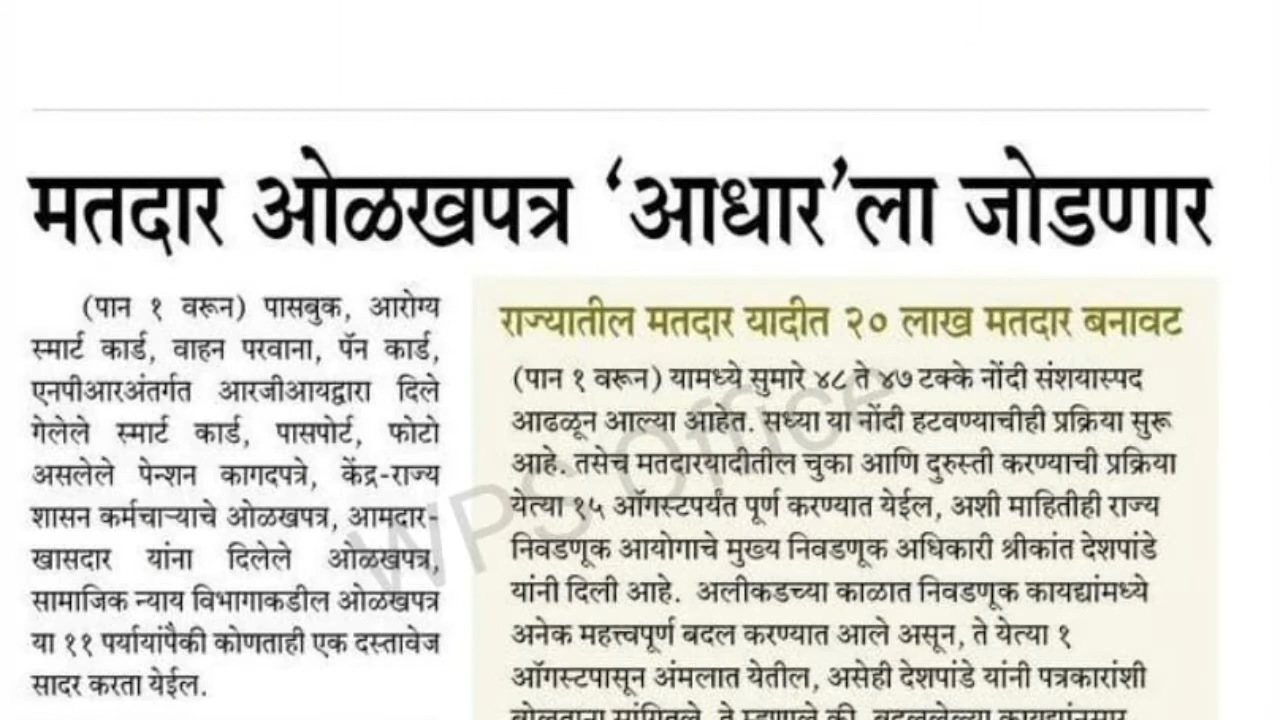 मतदार ओळखपत्र ‘आधार’ला जोडणार
(पान १ वरून) पासबुक, आरोग्य
स्मार्ट कार्ड, वाहन परवाना, पॅन कार्ड,
एनपीआरअंतर्गत आरजीआयद्वारा दिले
गेलेले स्मार्ट कार्ड, पासपोर्ट, फोटो
असलेले पेन्शन कागदपत्रे, केंद्र-राज्य
शासन कर्मचाऱ्याचे ओळखपत्र, आमदार-
खासदार यांना दिलेले ओळखपत्र,
सामाजिक न्याय विभागाकडील ओळखपत्र
या ११ पर्यायांपैकी कोणताही एक दस्तावेज
सादर करता येईल.
राज्यातील मतदार यादीत २० लाख मतदार बनावट
(पान १ वरून) यामध्ये सुमारे ४८ ते ४७ टक्के नोंदी संशयास्पद
आढळून आल्या आहेत. सध्या या नोंदी हटवण्याचीही प्रक्रिया सुरू
आहे. तसेच मतदारयादीतील चुका आणि दुरुस्ती करण्याची प्रक्रिया
येत्या १५ ऑगस्टपर्यंत पूर्ण करण्यात येईल, अशी माहितीही राज्य
निवडणूक आयोगाचे मुख्य निवडणूक अधिकारी श्रीकांत देशपांडे
यांनी दिली आहे. अलीकडच्या काळात निवडणूक कायद्यांमध्ये
अनेक महत्त्वपूर्ण बदल करण्यात आले असून, ते येत्या १
ऑगस्टपासून अंमलात येतील, असेही देशपांडे यांनी पत्रकारांशी
WPS Office